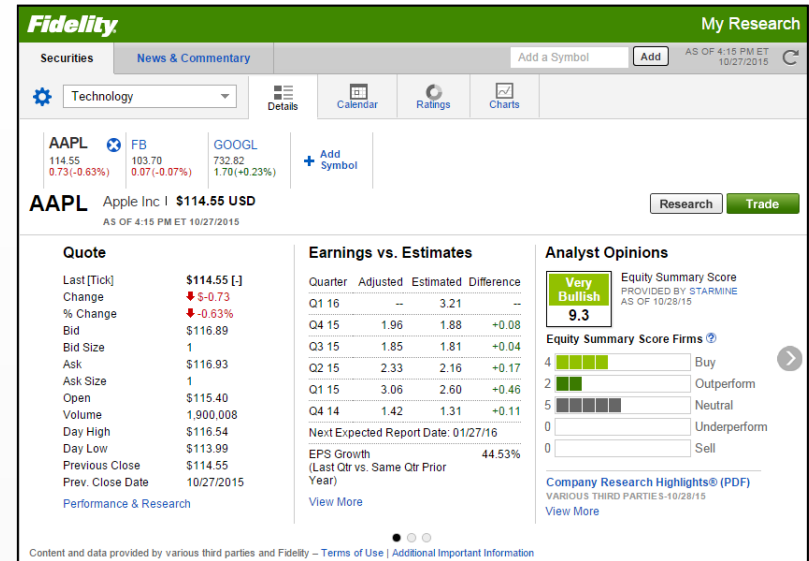 Fidelity
My Research
Securities
News & Commentary
Add a Symbol
Add
AS OF 4:15 PM ET
10/27/2015
Technology
Details
Calendar
Ratings
Charts
AAPL
114.55
0.73(-0.63%)
FB
103.70
0.07(-0.07%)
GOOGL
732.82
1.70(+0.23%)
+ Add
Symbol
AAPL Apple Inc | $114.55 USD
AS OF 4:15 PM ET 10/27/2015
Research
Trade
Quote
Last [Tick] $114.55 [-]
Change $-0.73
% Change -0.63%
Bid $116.89
Bid Size 1
Ask $116.93
Ask Size 1
Open $115.40
Volume 1,900,008
Day High $116.54
Day Low $113.99
Previous Close $114.55
Prev. Close Date 10/27/2015
Performance & Research
Earnings vs. Estimates
Quarter Adjusted Estimated Difference
Q1 16 -- 3.21 --
Q4 15 1.96 1.88 +0.08
Q3 15 1.85 1.81 +0.04
Q2 15 2.33 2.16 +0.17
Q1 15 3.06 2.60 +0.46
Q4 14 1.42 1.31 +0.11
Next Expected Report Date: 01/27/16
EPS Growth 44.53%
(Last Qtr vs. Same Qtr Prior
Year)
View More
Analyst Opinions
Very
Bullish
9.3
Equity Summary Score
PROVIDED BY STARMINE
AS OF 10/28/15
Equity Summary Score Firms ?
4 Buy
2 Outperform
5 Neutral
0 Underperform
0 Sell
Company Research Highlights® (PDF)
VARIOUS THIRD PARTIES-10/28/15
View More
Content and data provided by various third parties and Fidelity – Terms of Use | Additional Important Information